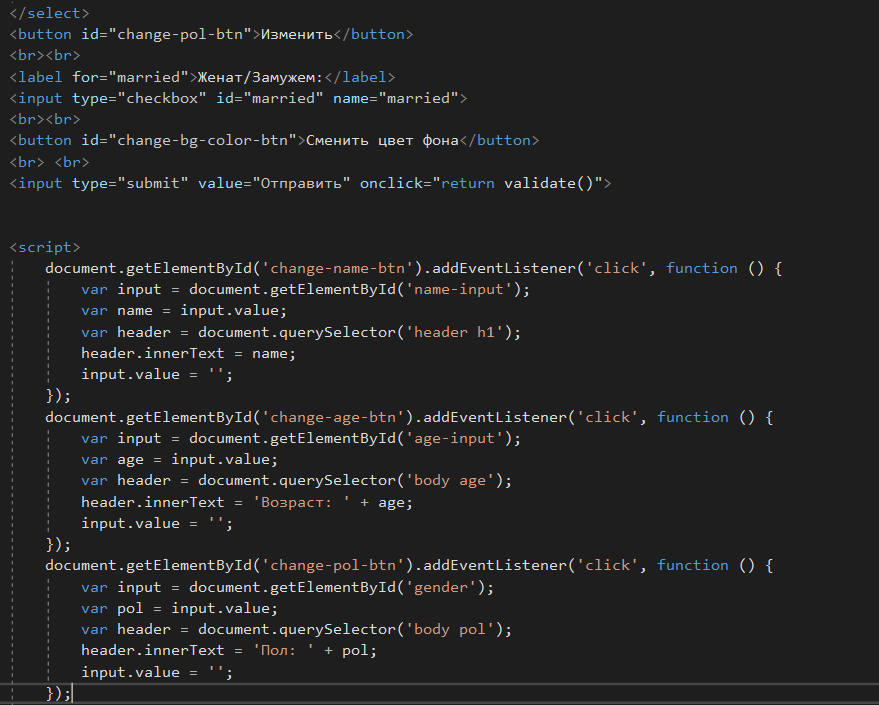 </select>
<button id="change-pol-btn">Изменить</button>
<br><br>
<label for="married">Женат/Замужем:</label>
<input type="checkbox" id="married" name="married">
<br><br>
<button id="change-bg-color-btn">Сменить цвет фона</button>
<br> <br>
<input type="submit" value="Отправить" onclick="return validate()">
<script>
document.getElementById('change-name-btn').addEventListener('click', function () {
var input = document.getElementById('name-input');
var name = input.value;
var header = document.querySelector('header h1');
header.innerText = name;
input.value = '';
});
document.getElementById('change-age-btn').addEventListener('click', function () {
var input = document.getElementById('age-input');
var age = input.value;
var header = document.querySelector('body age');
header.innerText = 'Возраст: ' + age;
input.value = '';
});
document.getElementById('change-pol-btn').addEventListener('click', function () {
var input = document.getElementById('gender');
var pol = input.value;
var header = document.querySelector('body pol');
header.innerText = 'Пол: ' + pol;
input.value = '';
});